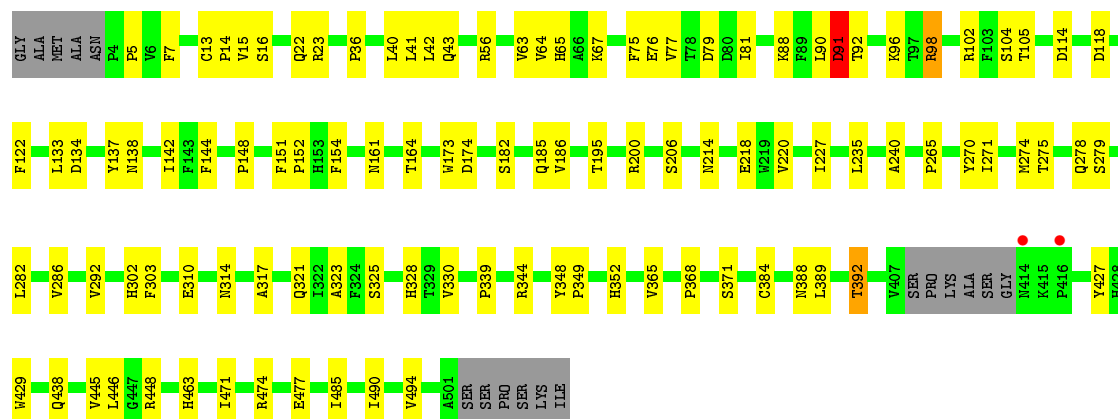 GLY ALA MET ALA ASN P4 P5 V6 F7 C13 P14 V15 S16 Q22 R23 P36 L40 L41 L42 Q43 R56 V63 V64 H65 A66 K67 F75 E76 V77 T78 D79 D80 I81 K88 F89 L90 D91 T92 K96 T97 R98 R102 F103 S104 T105 D114 D118
F122 L133 D134 Y137 N138 I142 F143 F144 P148 F151 P152 H153 F154 N161 T164 W173 D174 S182 Q185 V186 T195 R200 S206 N214 E218 W219 V220 I227 L235 A240 P265 Y270 I271 M274 T275 Q278 S279
L282 V286 V292 H302 F303 E310 N314 A317 Q321 I322 A323 F324 S325 H328 T329 V330 P339 R344 Y348 P349 H352 V365 P368 S371 C384 N388 L389 T392 V407 SER PRO LYS ALA SER GLY N414 K415 P416 Y427 H428
W429 Q438 V445 L446 G447 R448 H463 I471 R474 E477 I485 I490 V494 A501 SER SER PRO SER LYS ILE